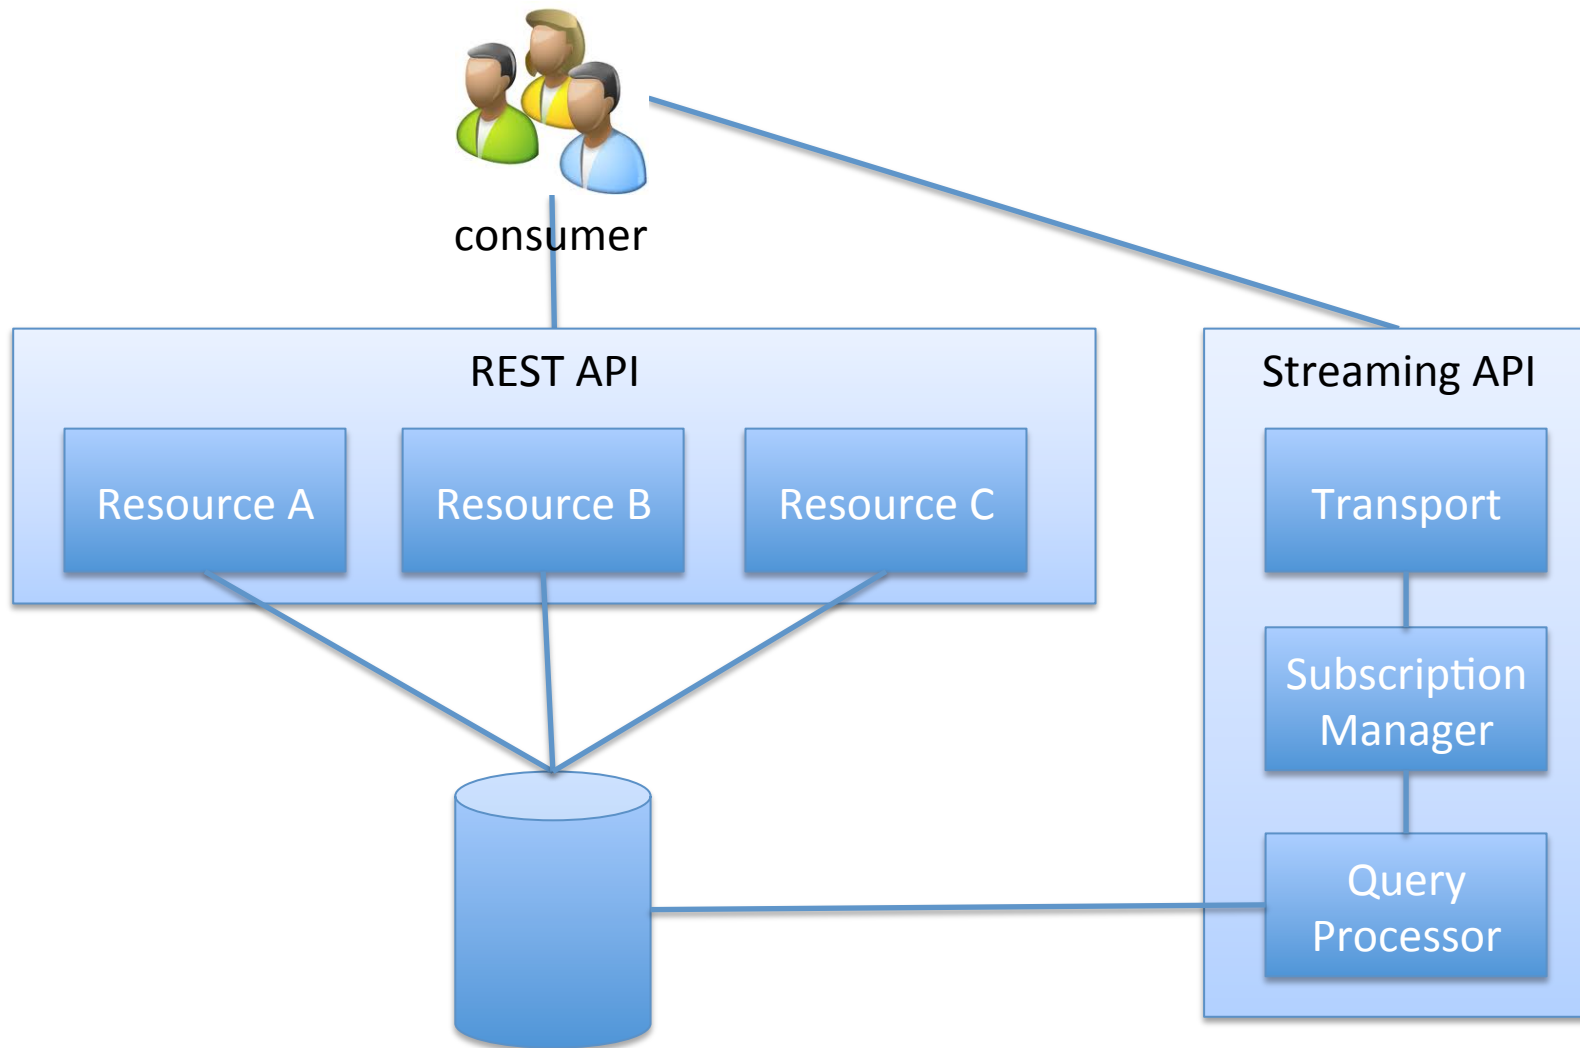 consumer
REST API
Streaming API
Resource A
Resource B
Resource C
Transport
Subscription
Manager
Query
Processor